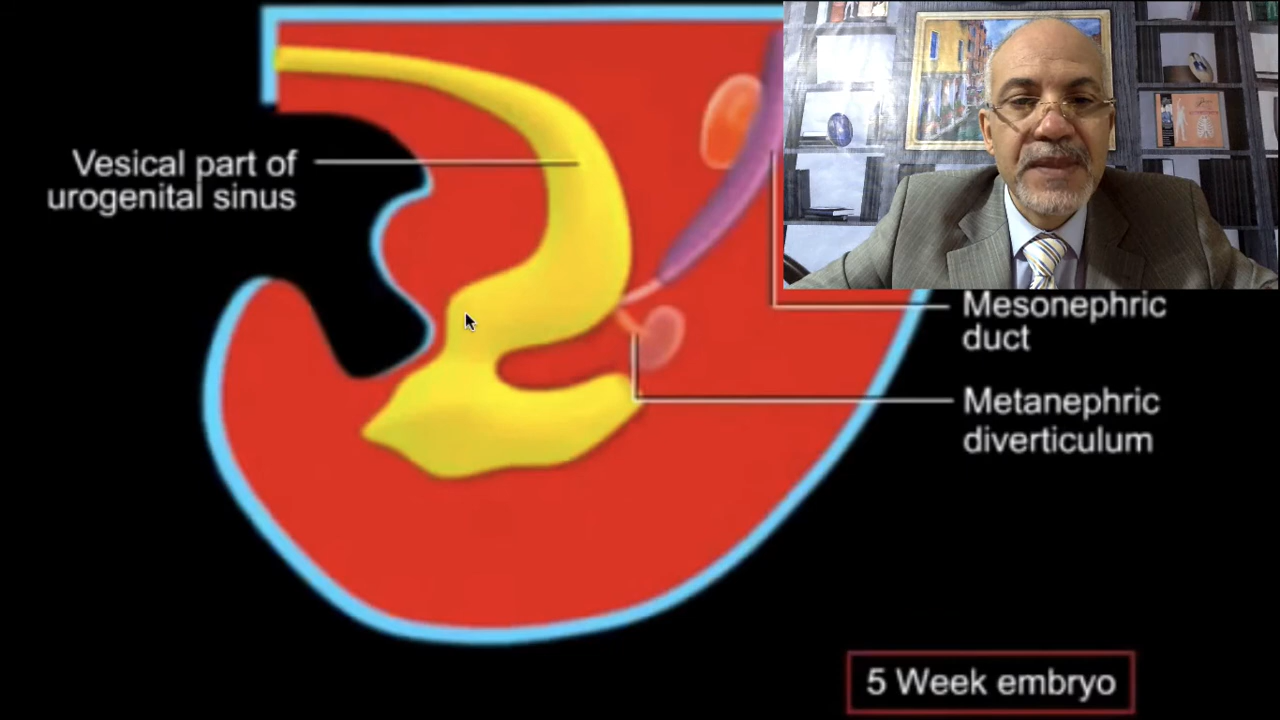 Vesical part of
urogenital sinus
Mesonephric
duct
Metanephric
diverticulum
5 Week embryo